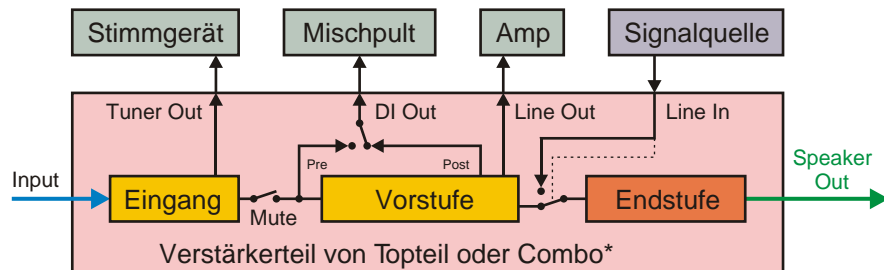 Stimmgerät
Mischpult
Amp
Signalquelle
Tuner Out
DI Out
Line Out
Line In
Pre
Post
Input
Eingang
Mute
Vorstufe
Endstufe
Speaker
Out
Verstärkerteil von Topteil oder Combo*